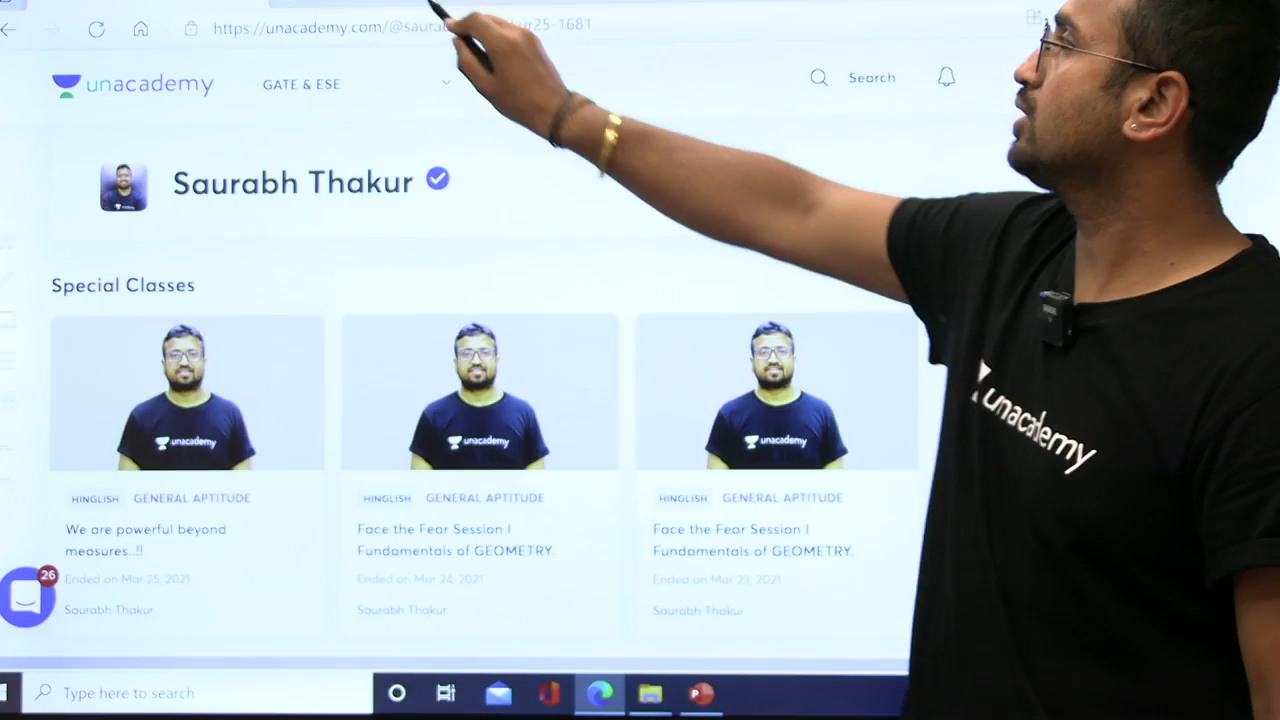 https://unacademy.com/@saura kur25-1681
unacademy GATE & ESE Search
Saurabh Thakur
Special Classes
unacademy unacademy unacademy
HINGLISH GENERAL APTITUDE
We are powerful beyond
measures..!!
Ended on Mar 25, 2021
Saurabh Thakur
HINGLISH GENERAL APTITUDE
Face the Fear Session |
Fundamentals of GEOMETRY.
Ended on Mar 24, 2021
Saurabh Thakur
HINGLISH GENERAL APTITUDE
Face the Fear Session |
Fundamentals of GEOMETRY.
Ended on Mar 23, 2021
Saurabh Thakur
26
Type here to search
unacademy